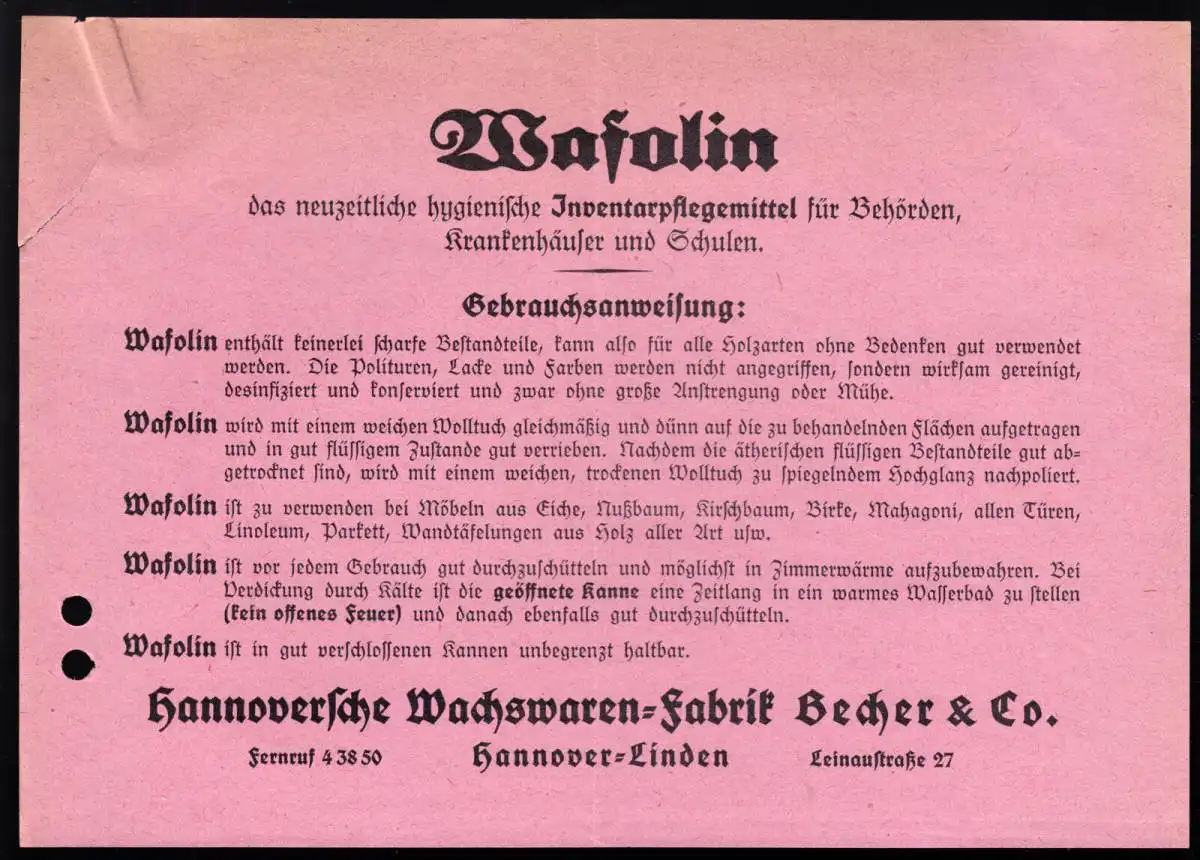 Wafolin
das neuzeitliche hygienische Inventarpflegemittel für Behörden,
Krankenhäuser und Schulen.
Gebrauchsanweisung:
Wafolin enthält keinerlei scharfe Bestandteile, kann also für alle Holzarten ohne Bedenken gut verwendet
werden. Die Polituren, Lacke und Farben werden nicht angegriffen, sondern wirksam gereinigt,
desinfiziert und konserviert und zwar ohne große Anstrengung oder Mühe.
Wafolin wird mit einem weichen Wolltuch gleichmäßig und dünn auf die zu behandelnden Flächen aufgetragen
und in gut flüssigem Zustande gut verrieben. Nachdem die ätherischen flüssigen Bestandteile gut ab-
getrocknet sind, wird mit einem weichen, trockenen Wolltuch zu spiegelndem Hochglanz nachpoliert.
Wafolin ist zu verwenden bei Möbeln aus Eiche, Nußbaum, Kirschbaum, Birke, Mahagoni, allen Türen,
Linoleum, Parkett, Wandtäfelungen aus Holz aller Art usw.
Wafolin ist vor jedem Gebrauch gut durchzuschütteln und möglichst in Zimmerwärme aufzubewahren. Bei
Verdickung durch Kälte ist die geöffnete Kanne eine Zeitlang in ein warmes Wasserbad zu stellen
(kein offenes Feuer) und danach ebenfalls gut durchzuschütteln.
Wafolin ist in gut verschlossenen Kannen unbegrenzt haltbar.
Hannoversche Wachswaren-Fabrik Becher & Co.
Fernruf 4 38 50 Hannover-Linden Leinaustraße 27